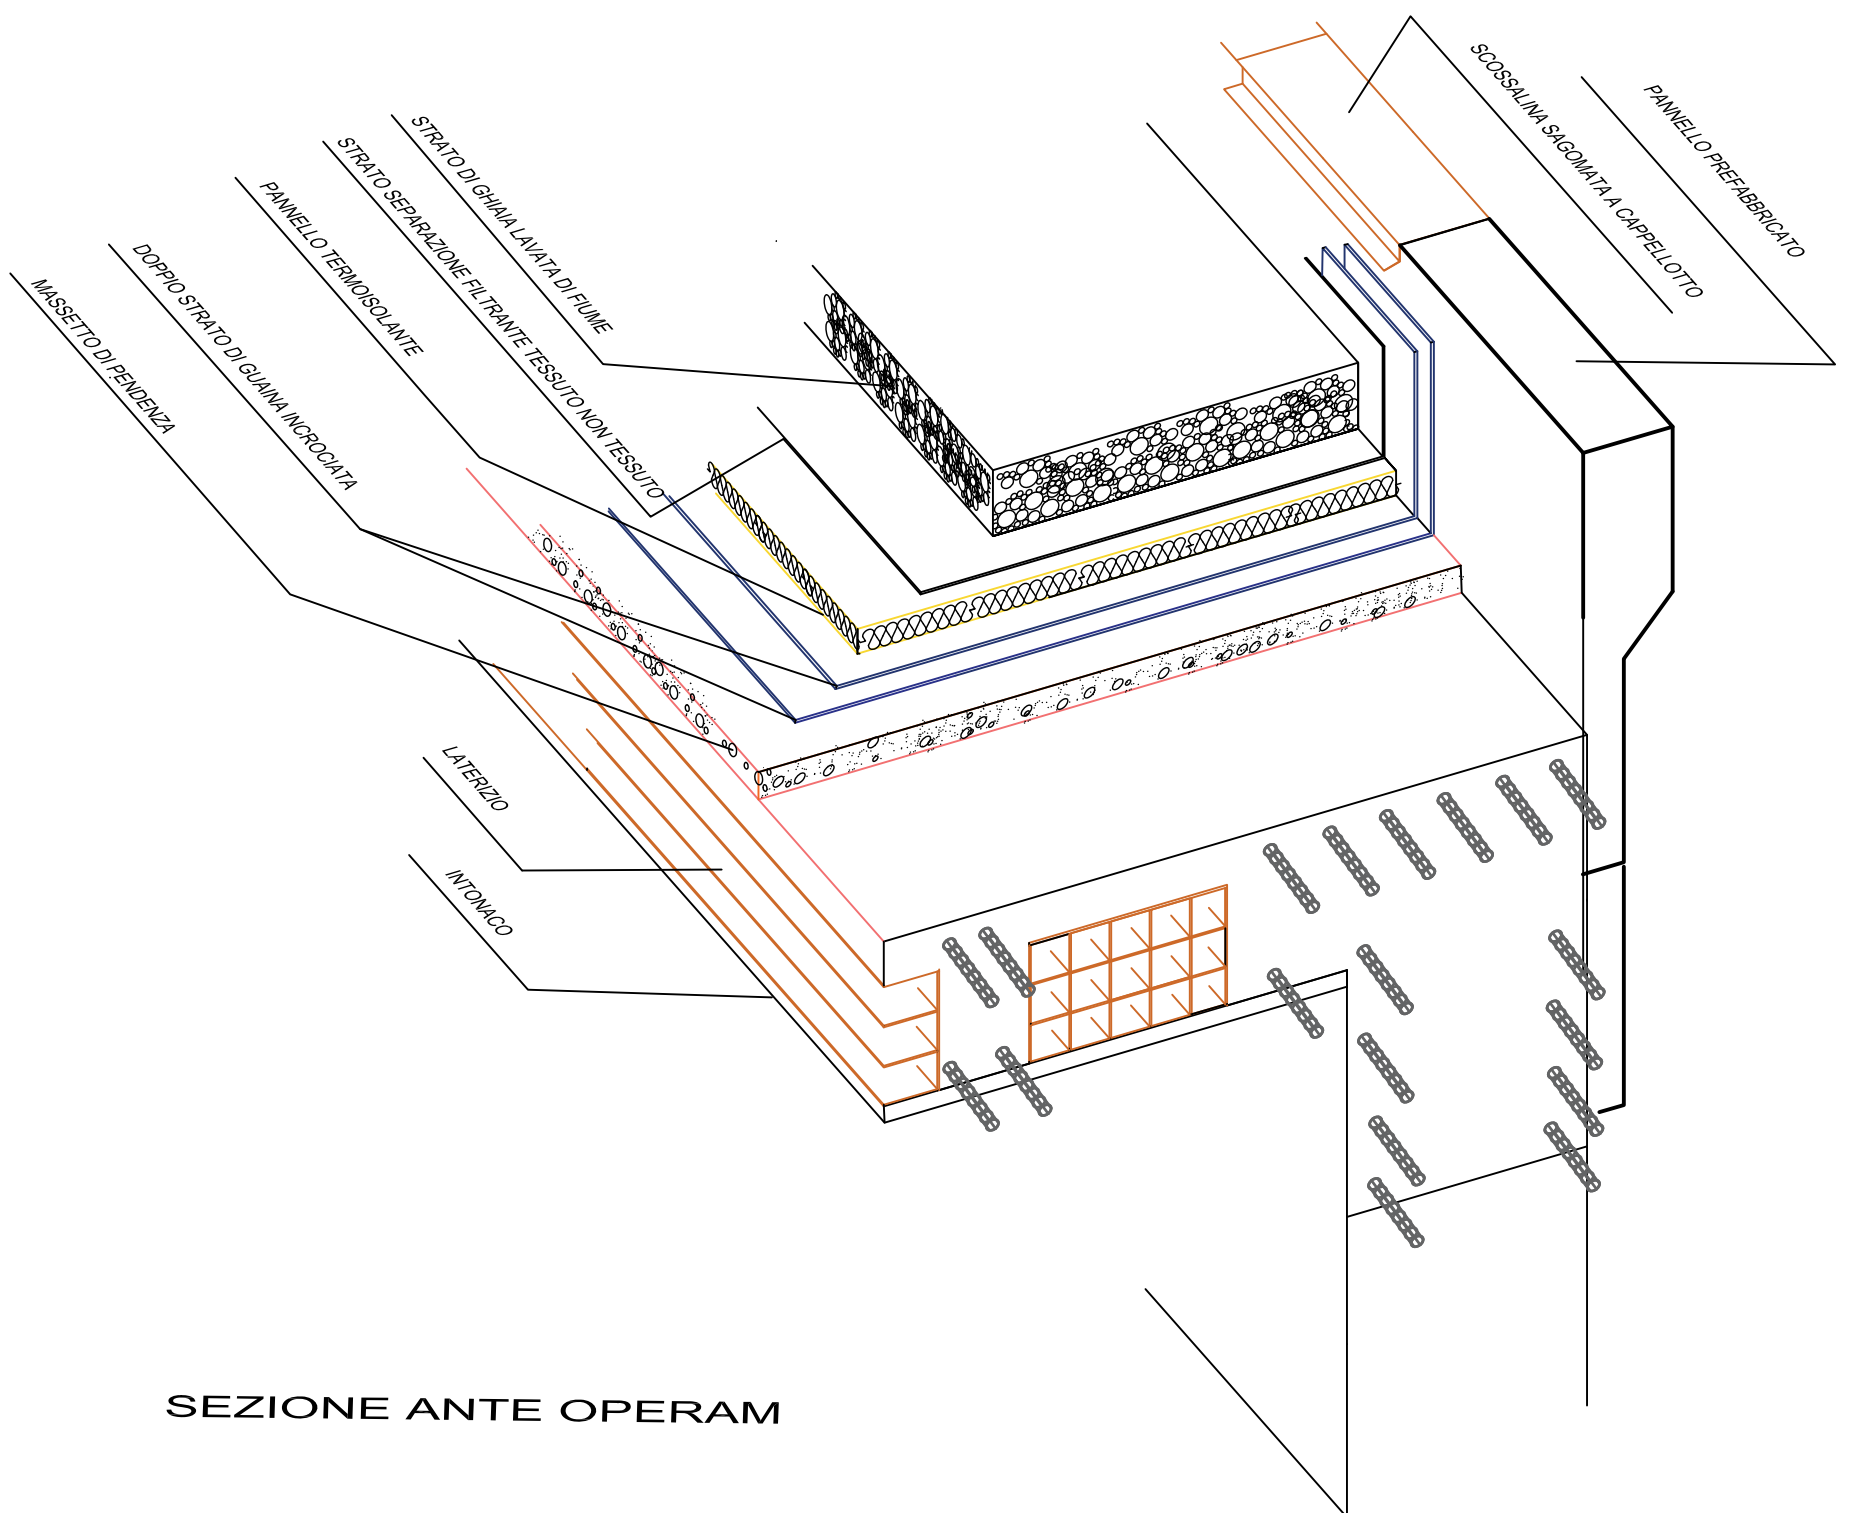 SCOSSALINA SAGOMATA A CAPPELLOTTO
PANNELLO PREFABBRICATO
STRATO DI GHIAIA LAVATA DI FIUME
STRATO SEPARAZIONE FILTRANTE TESSUTO NON TESSUTO
PANNELLO TERMOISOLANTE
DOPPIO STRATO DI GUAINA INCROCIATA
MASSETTO DI PENDENZA
LATERIZIO
INTONACO
SEZIONE ANTE OPERAM